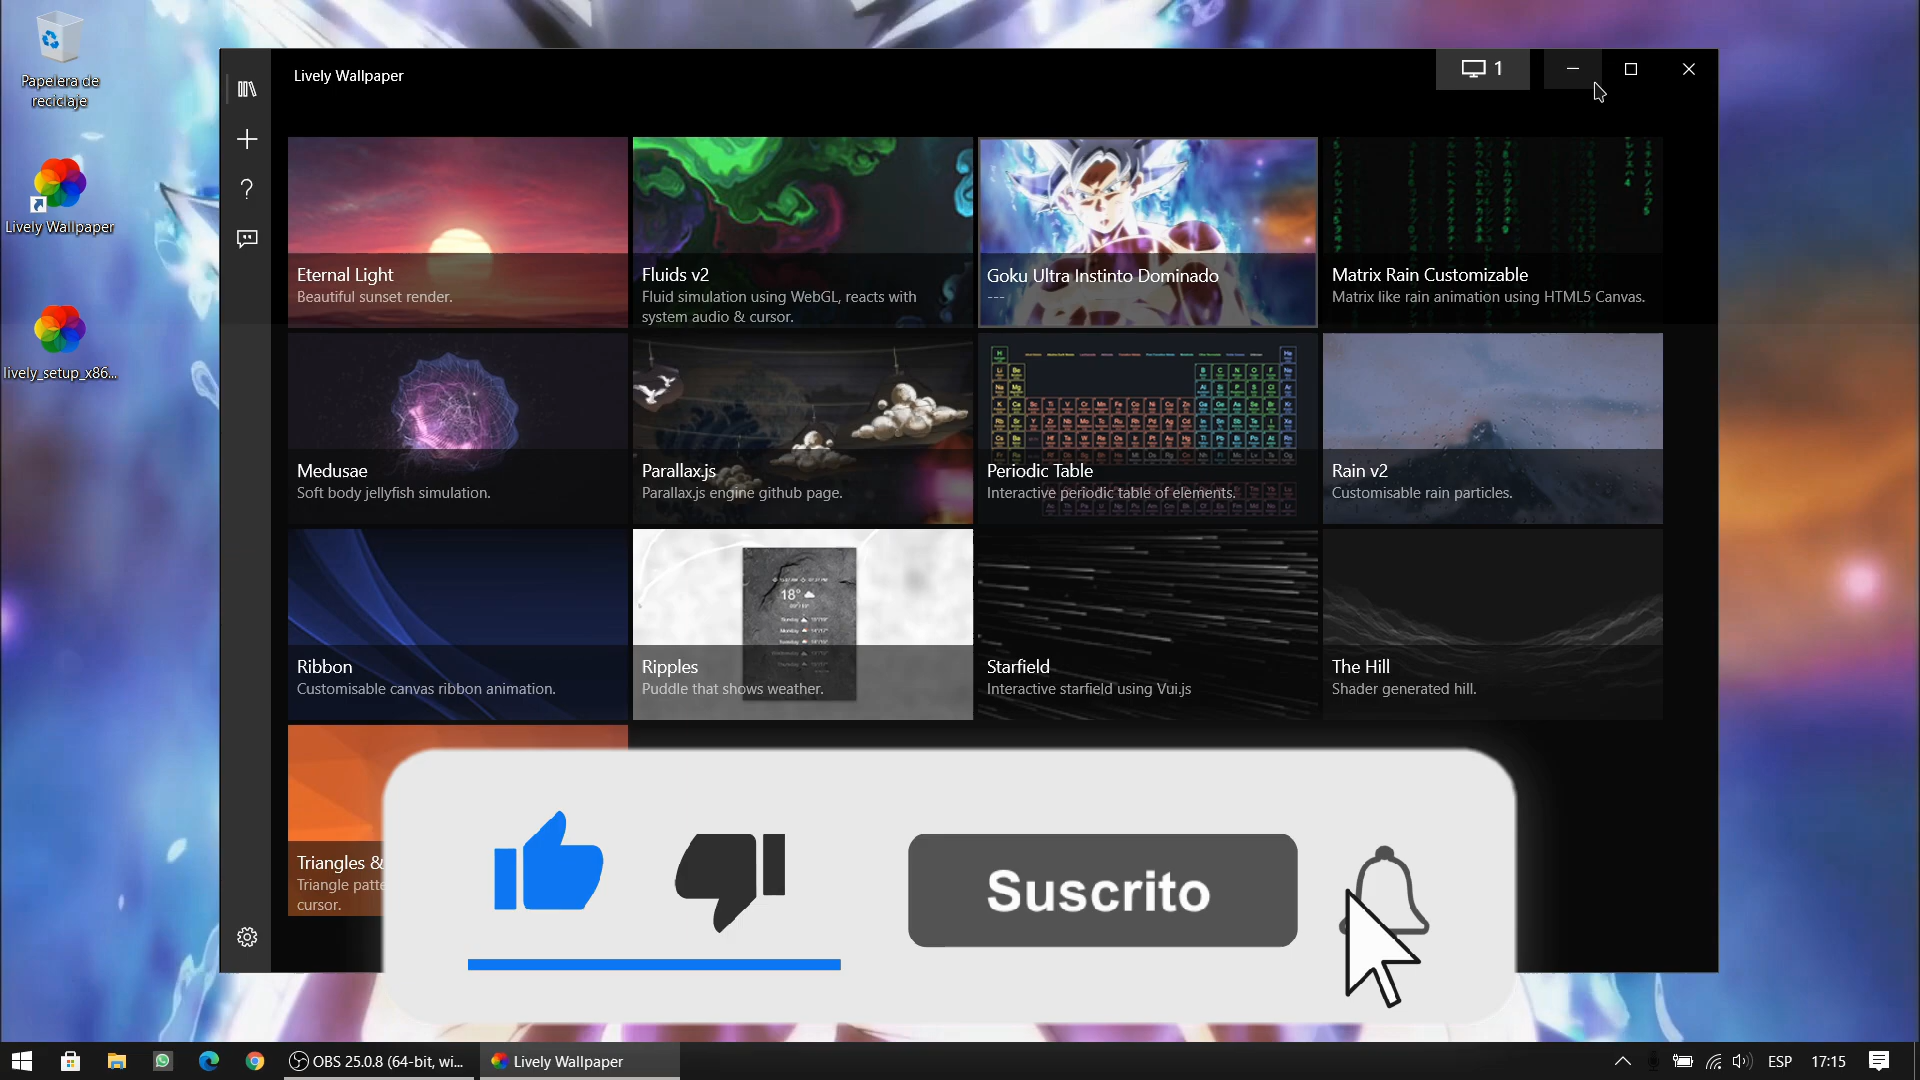 Papelera de
reciclaje
Lively Wallpaper
lively_setup_x86...
Lively Wallpaper
1
Eternal Light
Beautiful sunset render.
Fluids v2
Fluid simulation using WebGL, reacts with
system audio & cursor.
Goku Ultra Instinto Dominado
---
Matrix Rain Customizable
Matrix like rain animation using HTML5 Canvas.
Medusae
Soft body jellyfish simulation.
Parallax.js
Parallax.js engine github page.
Periodic Table
Interactive periodic table of elements.
Rain v2
Customisable rain particles.
Ribbon
Customisable canvas ribbon animation.
18°
Ripples
Puddle that shows weather.
Starfield
Interactive starfield using Vui.js
The Hill
Shader generated hill.
Triangles &
Triangle patte
cursor.
Suscrito
OBS 25.0.8 (64-bit, wi...
Lively Wallpaper
ESP
17:15